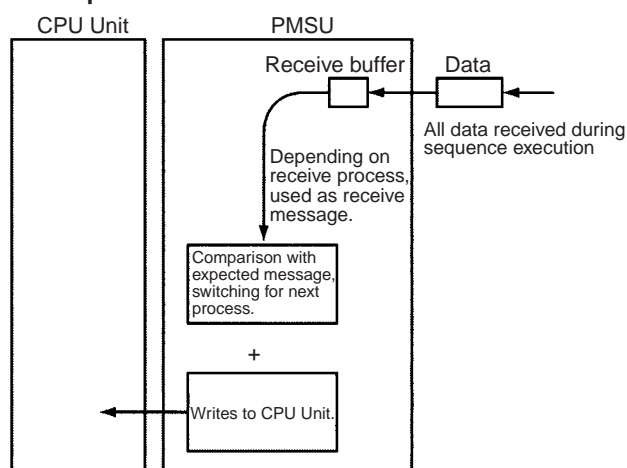 CPU Unit
PMSU
Receive buffer
Data
All data received during
sequence execution
Depending on
receive process,
used as receive
message.
Comparison with
expected message,
switching for next
process.
+
Writes to CPU Unit.